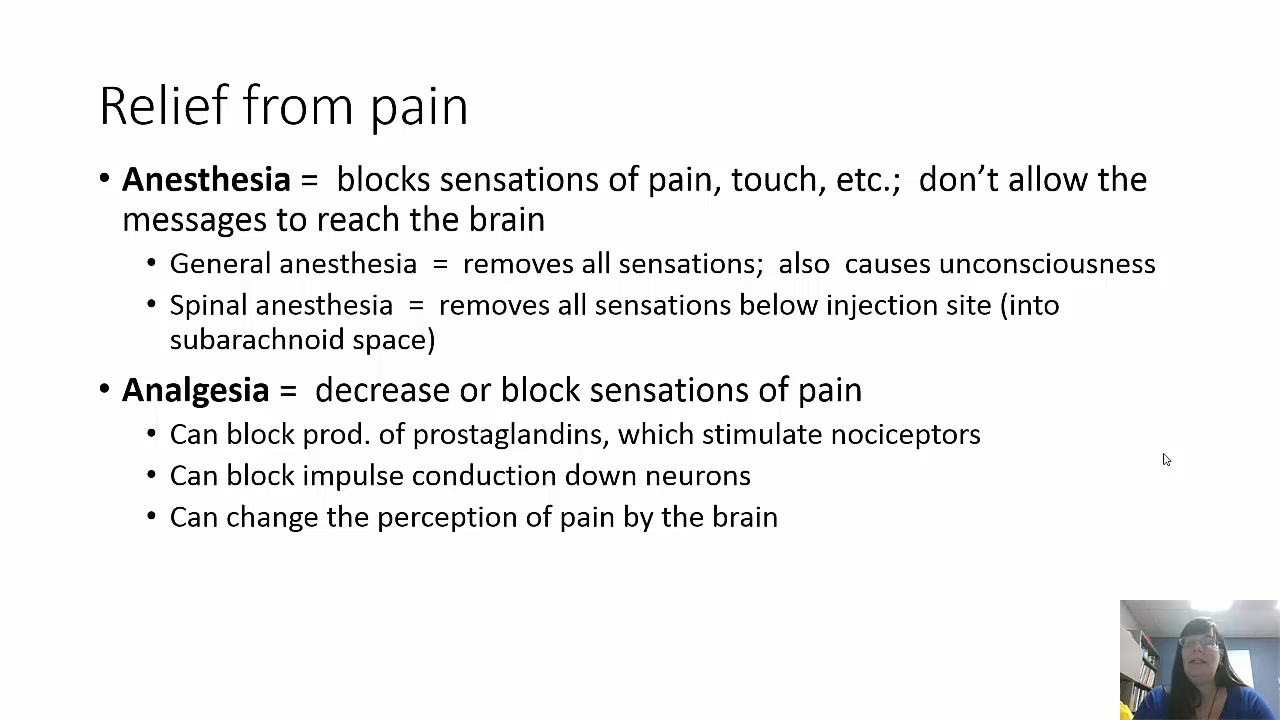 Relief from pain
• Anesthesia = blocks sensations of pain, touch, etc.; don’t allow the
messages to reach the brain
• General anesthesia = removes all sensations; also causes unconsciousness
• Spinal anesthesia = removes all sensations below injection site (into
subarachnoid space)
• Analgesia = decrease or block sensations of pain
• Can block prod. of prostaglandins, which stimulate nociceptors
• Can block impulse conduction down neurons
• Can change the perception of pain by the brain